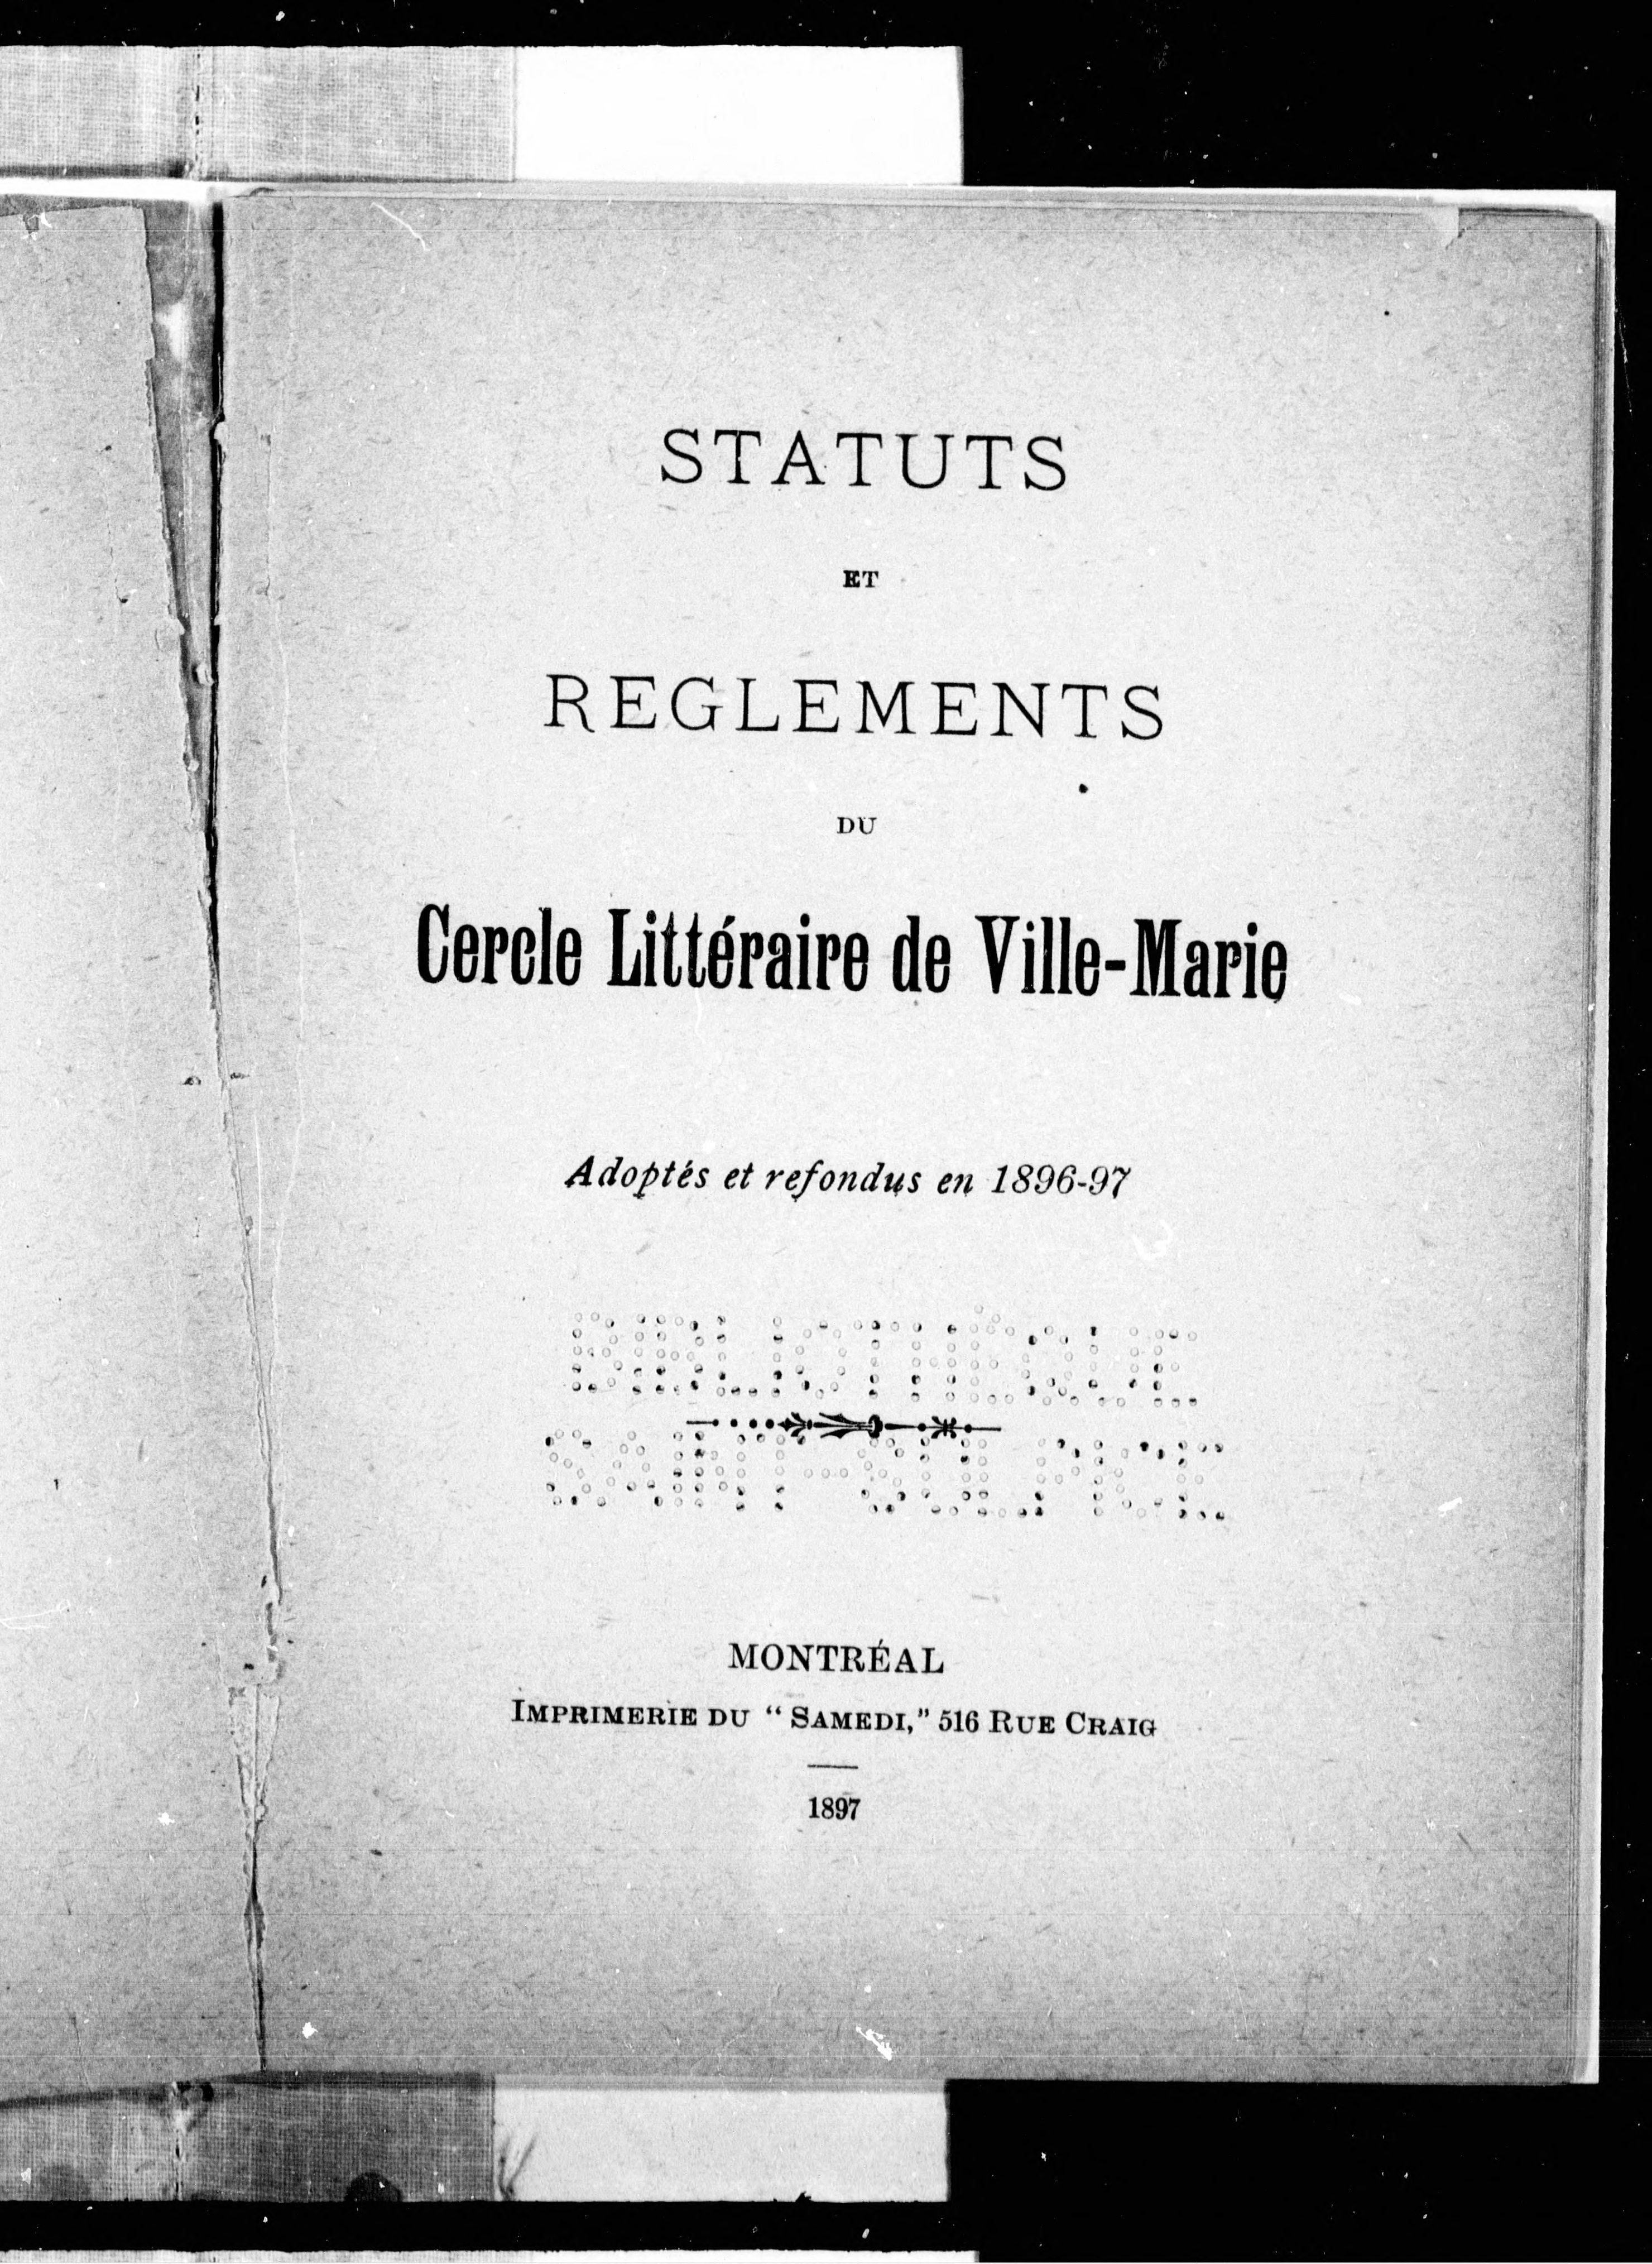 STATUTS
ET
REGLEMENTS
DU
Cercle Littéraire de Ville-Marie
Adoptés et refondus en 1896-97
BIBLIOTHEQUE
SAINT-SULPICE
MONTRÉAL
IMPRIMERIE DU “ SAMEDI,” 516 RUE CRAIG
1897